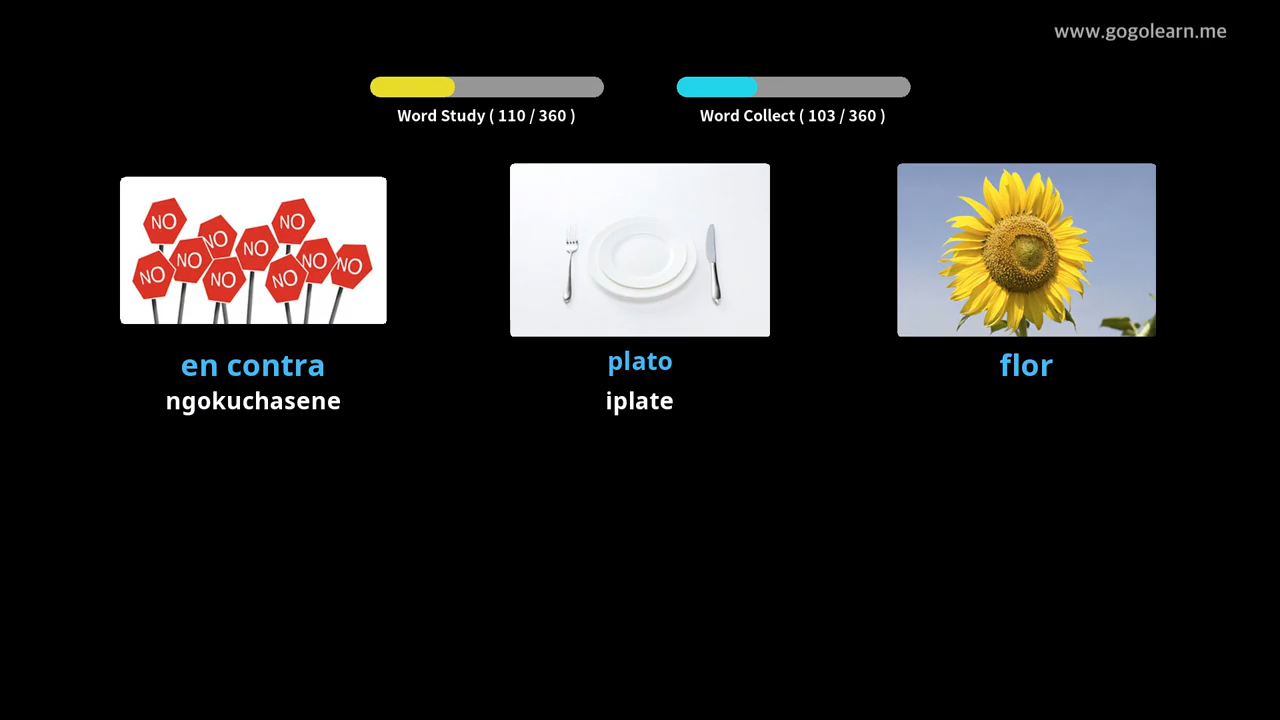 www.gogolearn.me
Word Study ( 110 / 360 )
Word Collect ( 103 / 360 )
NO
NO
NO
NO
NO
NO
NO
NO
NO
NO
en contra
ngokuchasene
plato
iplate
flor